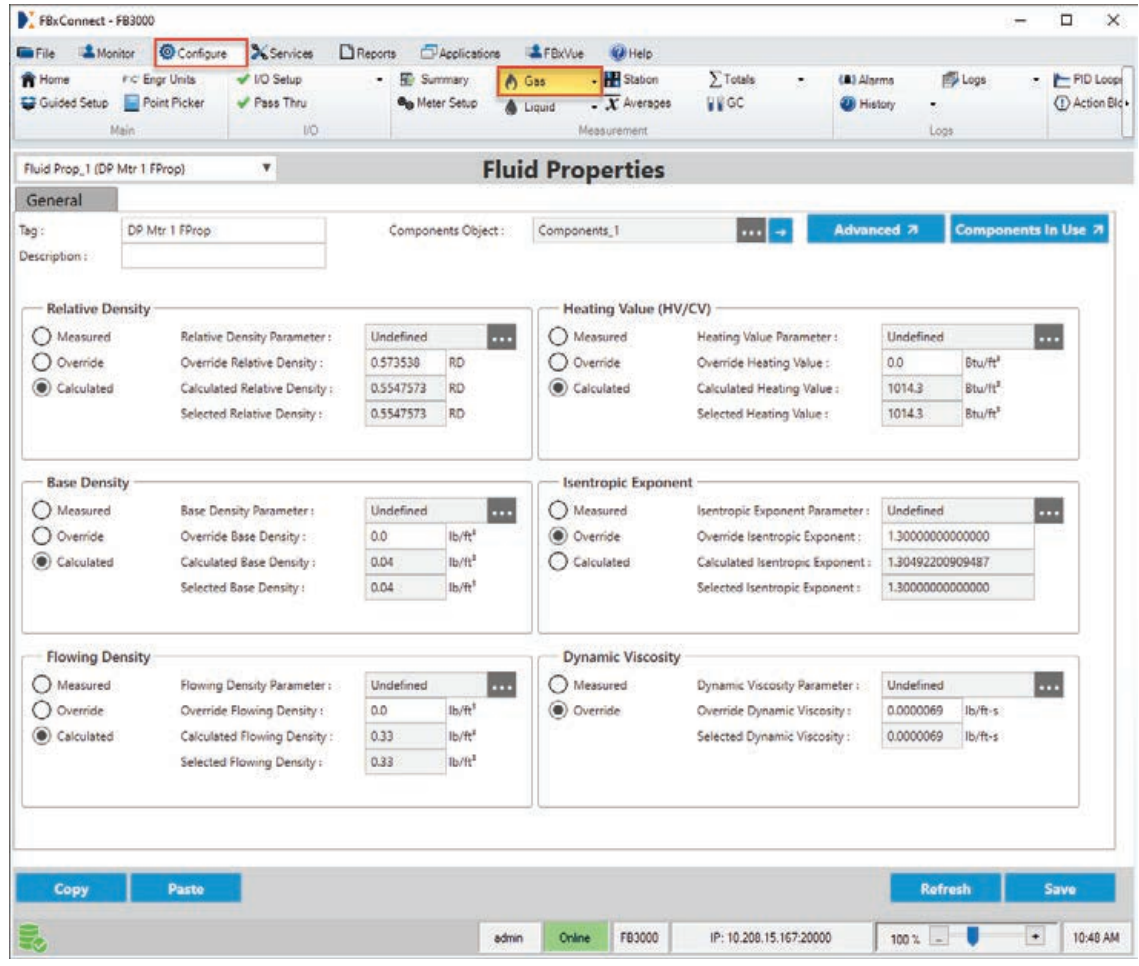 FBxConnect - FB3000
File Monitor Configure Services Reports Applications FBxVue Help
Home Engr Units I/O Setup Summary Gas Station Totals Alarms Logs PID Loops
Guided Setup Point Picker Pass Thru Meter Setup Liquid Averages GC History Action Blo
Main I/O Measurement Logs
Fluid Prop_1 (DP Mtr 1 FProp) Fluid Properties
General
Tag : DP Mtr 1 FProp Components Object : Components_1 ... Advanced Components In Use
Description :
Relative Density
Measured Relative Density Parameter : Undefined ...
Override Override Relative Density : 0.573538 RD
Calculated Calculated Relative Density : 0.5547573 RD
Selected Relative Density : 0.5547573 RD
Heating Value (HV/CV)
Measured Heating Value Parameter : Undefined ...
Override Override Heating Value : 0.0 Btu/ft³
Calculated Calculated Heating Value : 1014.3 Btu/ft³
Selected Heating Value : 1014.3 Btu/ft³
Base Density
Measured Base Density Parameter : Undefined ...
Override Override Base Density : 0.0 lb/ft³
Calculated Calculated Base Density : 0.04 lb/ft³
Selected Base Density : 0.04 lb/ft³
Isentropic Exponent
Measured Isentropic Exponent Parameter : Undefined ...
Override Override Isentropic Exponent : 1.30000000000000
Calculated Calculated Isentropic Exponent : 1.30492200909487
Selected Isentropic Exponent : 1.30000000000000
Flowing Density
Measured Flowing Density Parameter : Undefined ...
Override Override Flowing Density : 0.0 lb/ft³
Calculated Calculated Flowing Density : 0.33 lb/ft³
Selected Flowing Density : 0.33 lb/ft³
Dynamic Viscosity
Measured Dynamic Viscosity Parameter : Undefined ...
Override Override Dynamic Viscosity : 0.0000069 lb/ft-s
Selected Dynamic Viscosity : 0.0000069 lb/ft-s
Copy Paste Refresh Save
admin Online FB3000 IP: 10.208.15.167:20000 100 % - + 10:48 AM